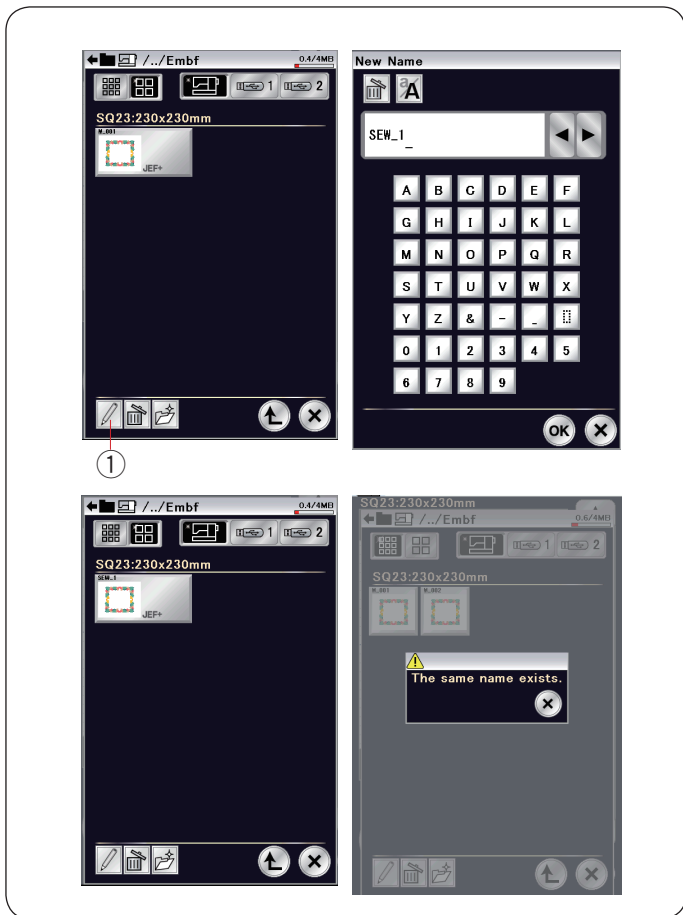 /../Embf
0.4/4MB
1
2
SQ23:230x230mm
M_001
JEF+
①
New Name
a/A
SEW_1_
A B C D E F
G H I J K L
M N O P Q R
S T U V W X
Y Z & - _
0 1 2 3 4 5
6 7 8 9
OK
/../Embf
0.4/4MB
1
2
SQ23:230x230mm
SEW_1
JEF+
SQ23:230x230mm
/../Embf
0.6/4MB
1
2
SQ23:230x230mm
M_001 M_002
The same name exists.